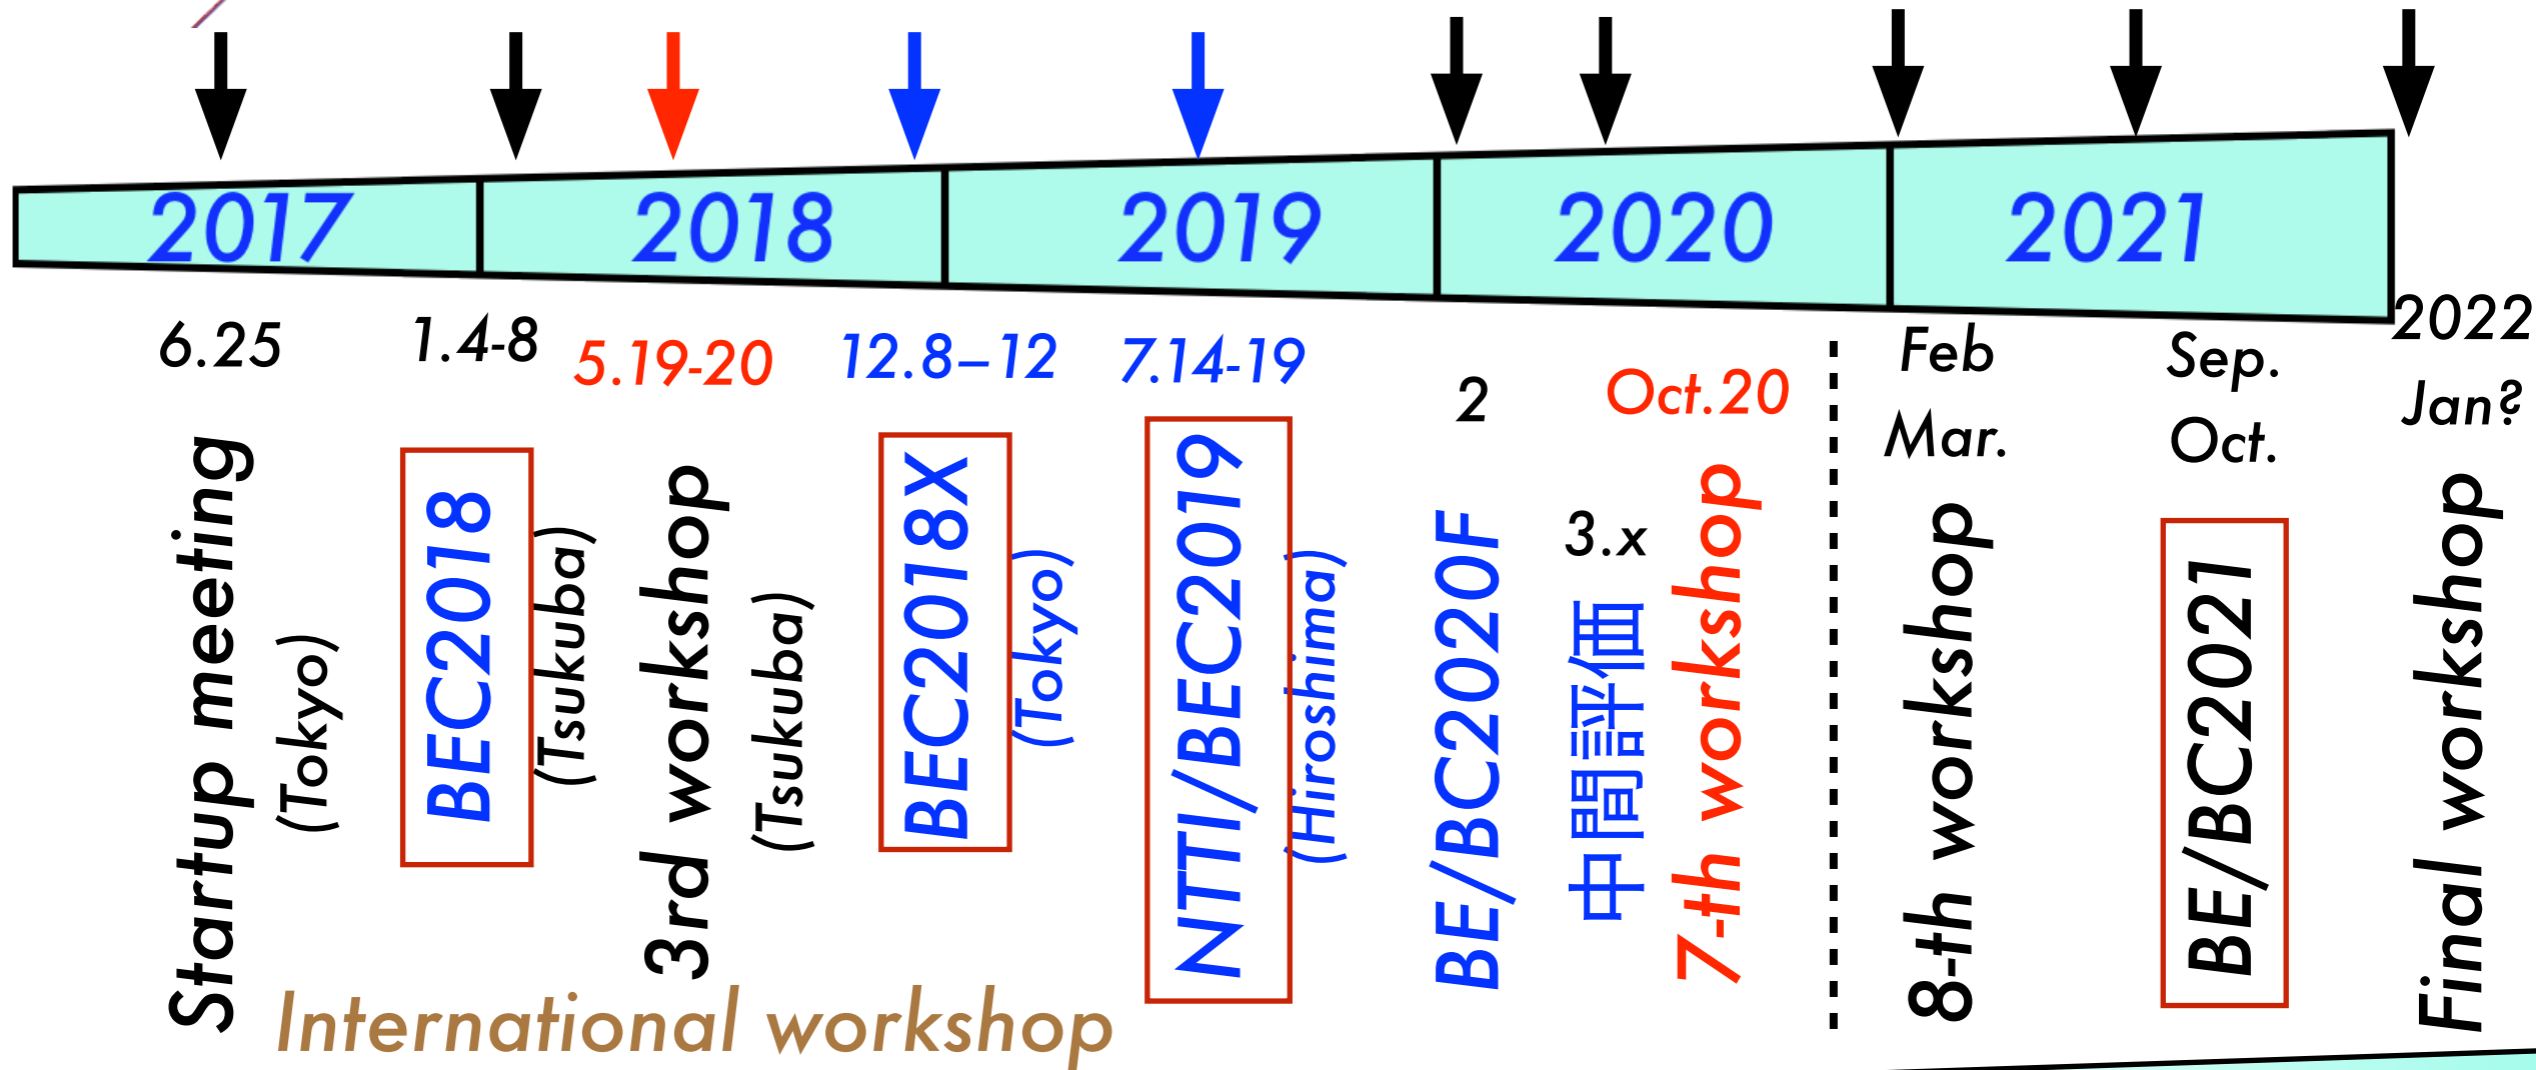 2017
2018
2019
2020
2021
6.25
1.4-8
5.19-20
12.8–12
7.14-19
2
3.x
Oct.20
Feb
Mar.
Sep.
Oct.
2022
Jan?
Startup meeting
(Tokyo)
BEC2018
(Tsukuba)
3rd workshop
(Tsukuba)
BEC2018X
(Tokyo)
NTTI/BEC2019
(Hiroshima)
BE/BC2020F
中間評価
7-th workshop
8-th workshop
BE/BC2021
Final workshop
International workshop